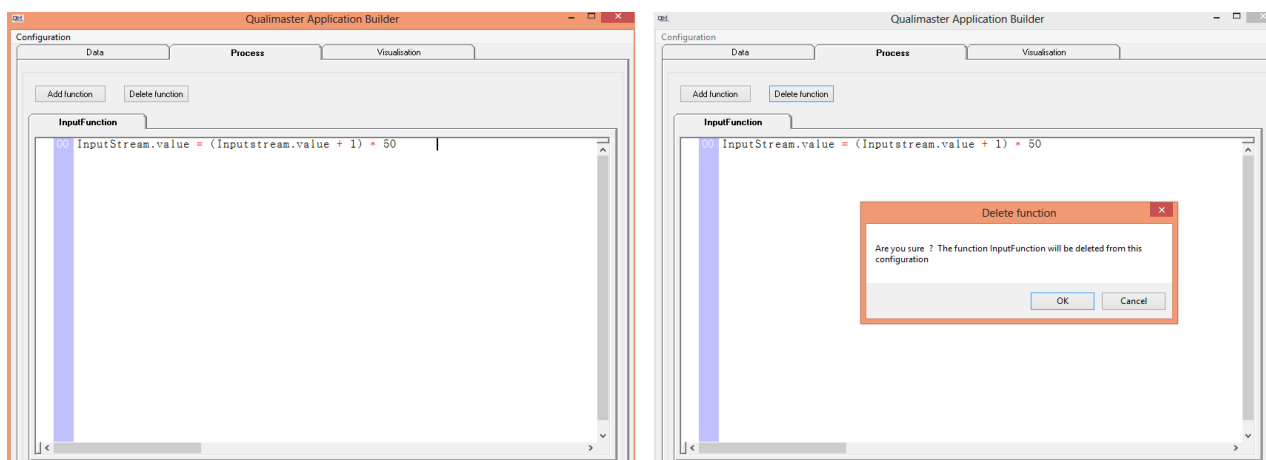 QM
Qualimaster Application Builder
Configuration
Data
Process
Visualisation
Add function
Delete function
InputFunction
00 InputStream.value = (Inputstream.value + 1) * 50
QM
Qualimaster Application Builder
Configuration
Data
Process
Visualisation
Add function
Delete function
InputFunction
00 InputStream.value = (Inputstream.value + 1) * 50
Delete function
Are you sure ? The function InputFunction will be deleted from this
configuration
OK
Cancel